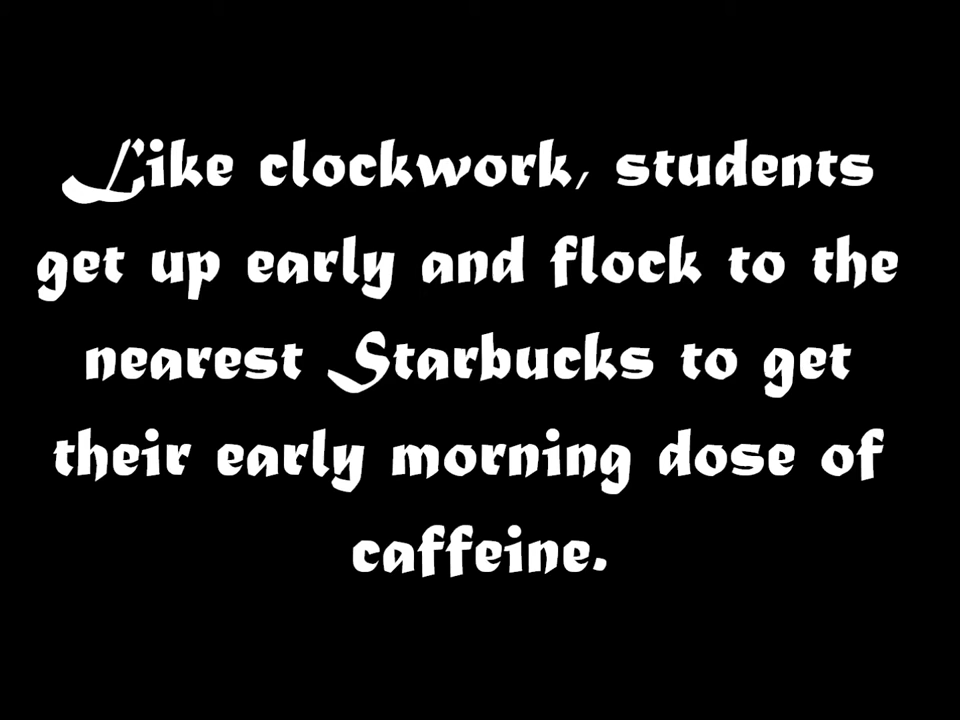 Like clockwork, students
get up early and flock to the
nearest Starbucks to get
their early morning dose of
caffeine.